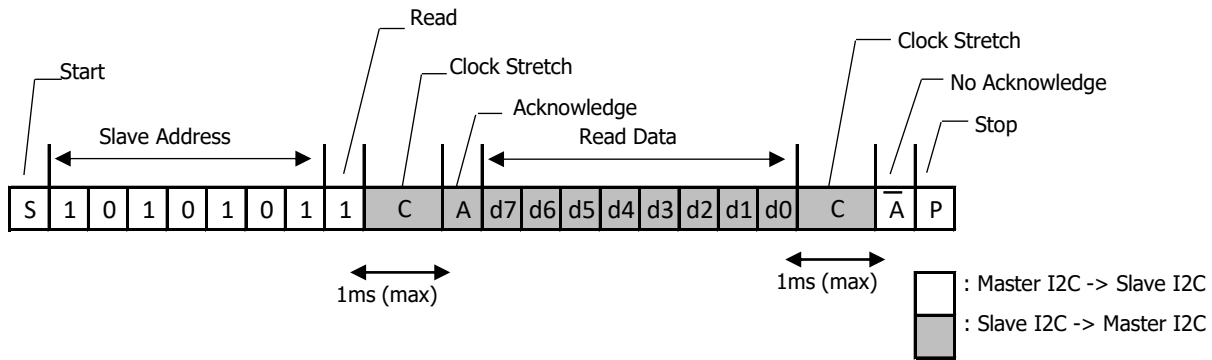 Read
Start
Clock Stretch
Clock Stretch
Acknowledge
No Acknowledge
Slave Address
Read Data
Stop
S 1 0 1 0 1 0 1 1 C A d7 d6 d5 d4 d3 d2 d1 d0 C A̅ P
1ms (max)
1ms (max)
: Master I2C -> Slave I2C
: Slave I2C -> Master I2C